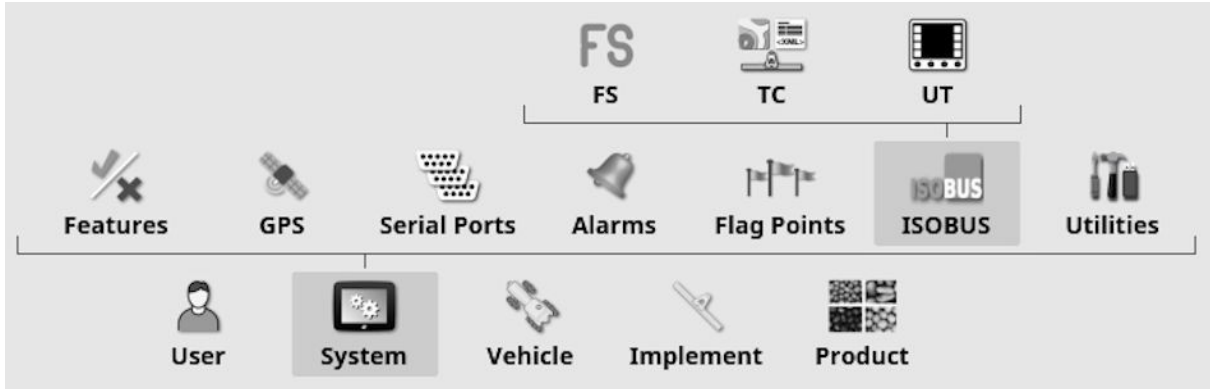 FS
FS TC UT
ISOBUS
Features GPS Serial Ports Alarms Flag Points ISOBUS Utilities
User System Vehicle Implement Product